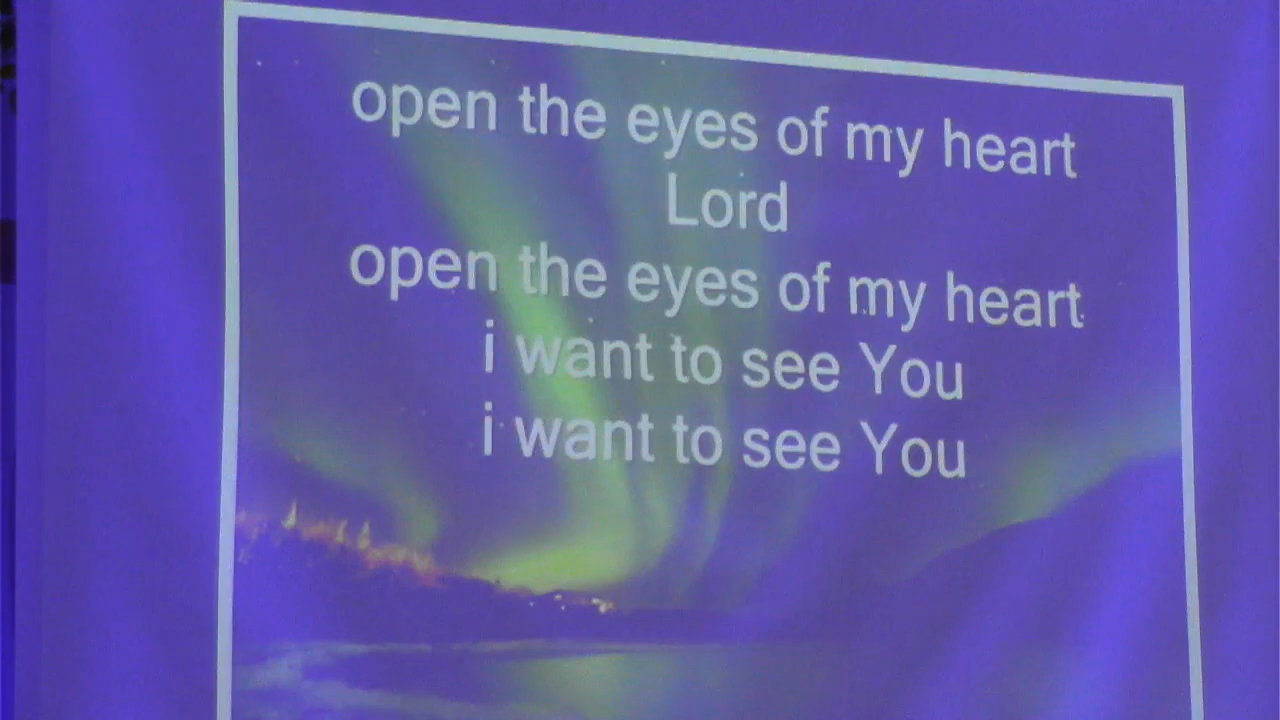 open the eyes of my heart
Lord
open the eyes of my heart
i want to see You
i want to see You